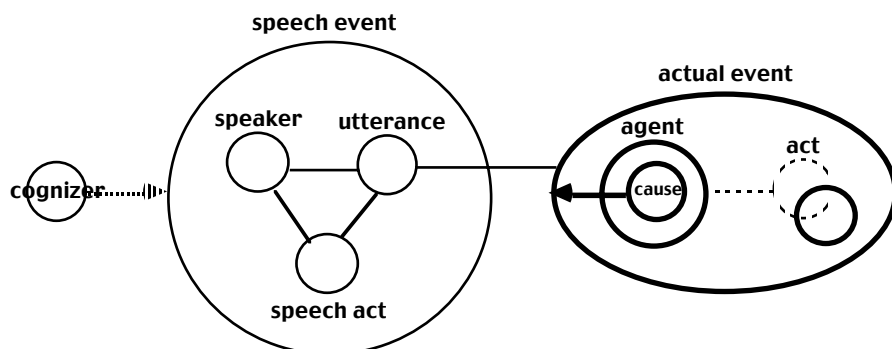 speech event
actual event
speaker
utterance
agent
act
cognizer
cause
speech act